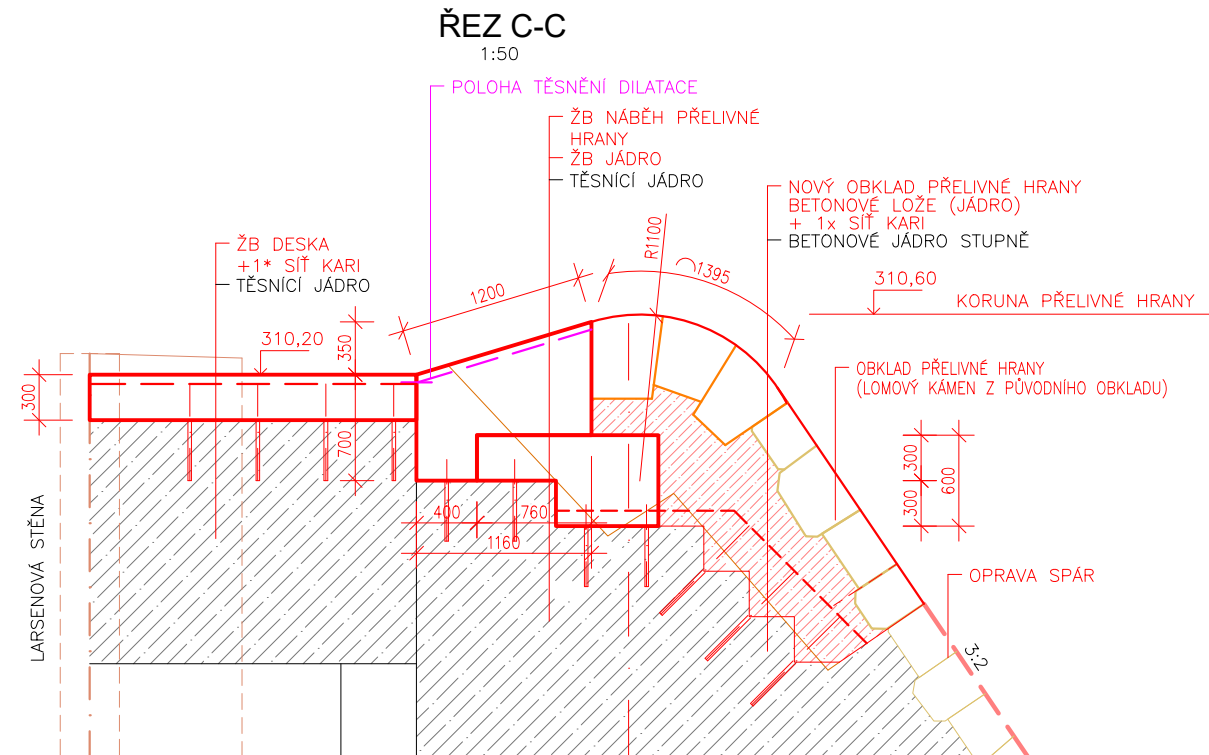 ŘEZ C-C
1:50
POLOHA TĚSNĚNÍ DILATACE
ŽB NÁBĚH PŘELIVNÉ
HRANY
ŽB JÁDRO
TĚSNÍCÍ JÁDRO
NOVÝ OBKLAD PŘELIVNÉ HRANY
BETONOVÉ LOŽE (JÁDRO)
+ 1x SÍŤ KARI
BETONOVÉ JÁDRO STUPNĚ
ŽB DESKA
+1* SÍŤ KARI
TĚSNÍCÍ JÁDRO
1200
R1100
1395
310,60
KORUNA PŘELIVNÉ HRANY
310,20
350
300
700
OBKLAD PŘELIVNÉ HRANY
(LOMOVÝ KÁMEN Z PŮVODNÍHO OBKLADU)
300
300
600
400
760
1160
LARSENOVÁ STĚNA
OPRAVA SPÁR
3:2